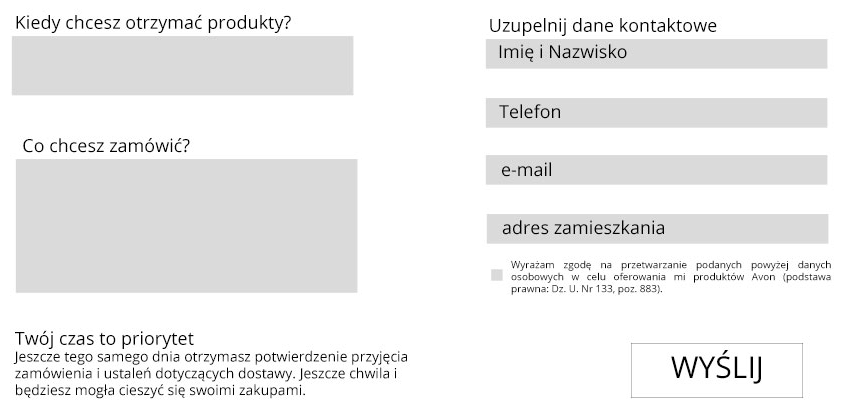 Kiedy chcesz otrzymać produkty?
Co chcesz zamówić?
Twój czas to priorytet
Jeszcze tego samego dnia otrzymasz potwierdzenie przyjęcia
zamówienia i ustaleń dotyczących dostawy. Jeszcze chwila i
będziesz mogła cieszyć się swoimi zakupami.
Uzupelnij dane kontaktowe
Imię i Nazwisko
Telefon
e-mail
adres zamieszkania
Wyrażam zgodę na przetwarzanie podanych powyżej danych
osobowych w celu oferowania mi produktów Avon (podstawa
prawna: Dz. U. Nr 133, poz. 883).
WYŚLIJ